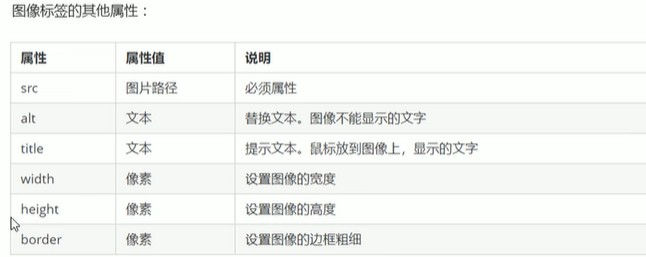 图像标签的其他属性：
属性 属性值 说明
src 图片路径 必须属性
alt 文本 替换文本。图像不能显示的文字
title 文本 提示文本。鼠标放到图像上，显示的文字
width 像素 设置图像的宽度
height 像素 设置图像的高度
border 像素 设置图像的边框粗细